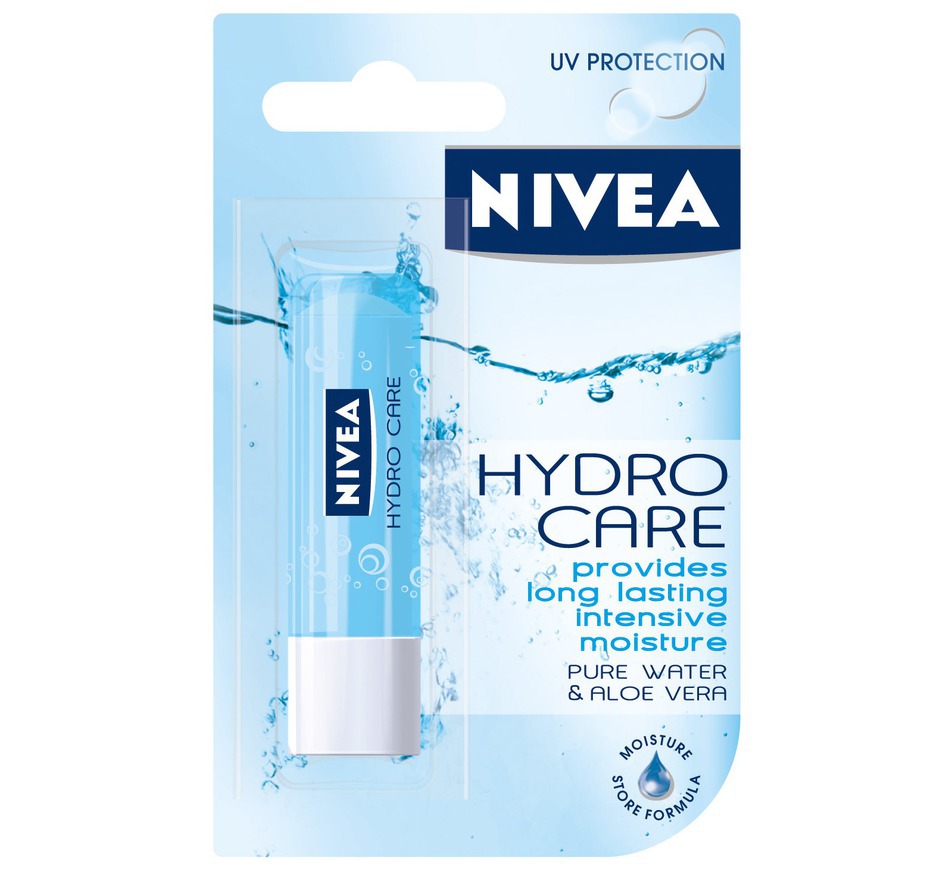 UV PROTECTION
NIVEA
NIVEA
HYDRO CARE
HYDRO
CARE
provides
long lasting
intensive
moisture
PURE WATER
& ALOE VERA
MOISTURE
STORE FORMULA